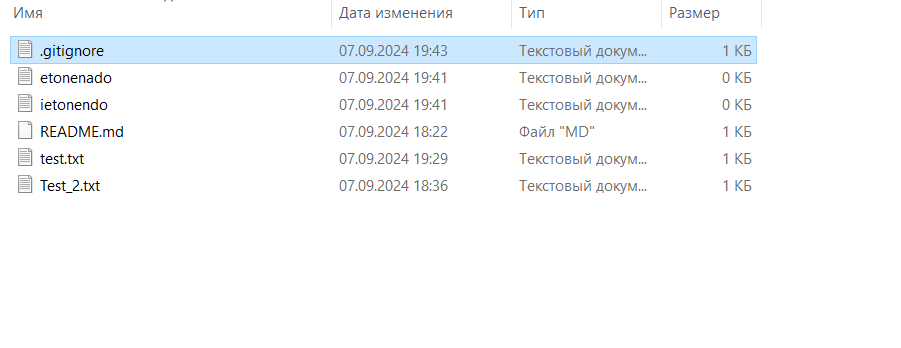 Имя Дата изменения Тип Размер
.gitignore 07.09.2024 19:43 Текстовый докум... 1 КБ
etonenado 07.09.2024 19:41 Текстовый докум... 0 КБ
ietonendo 07.09.2024 19:41 Текстовый докум... 0 КБ
README.md 07.09.2024 18:22 Файл "MD" 1 КБ
test.txt 07.09.2024 19:29 Текстовый докум... 1 КБ
Test_2.txt 07.09.2024 18:36 Текстовый докум... 1 КБ